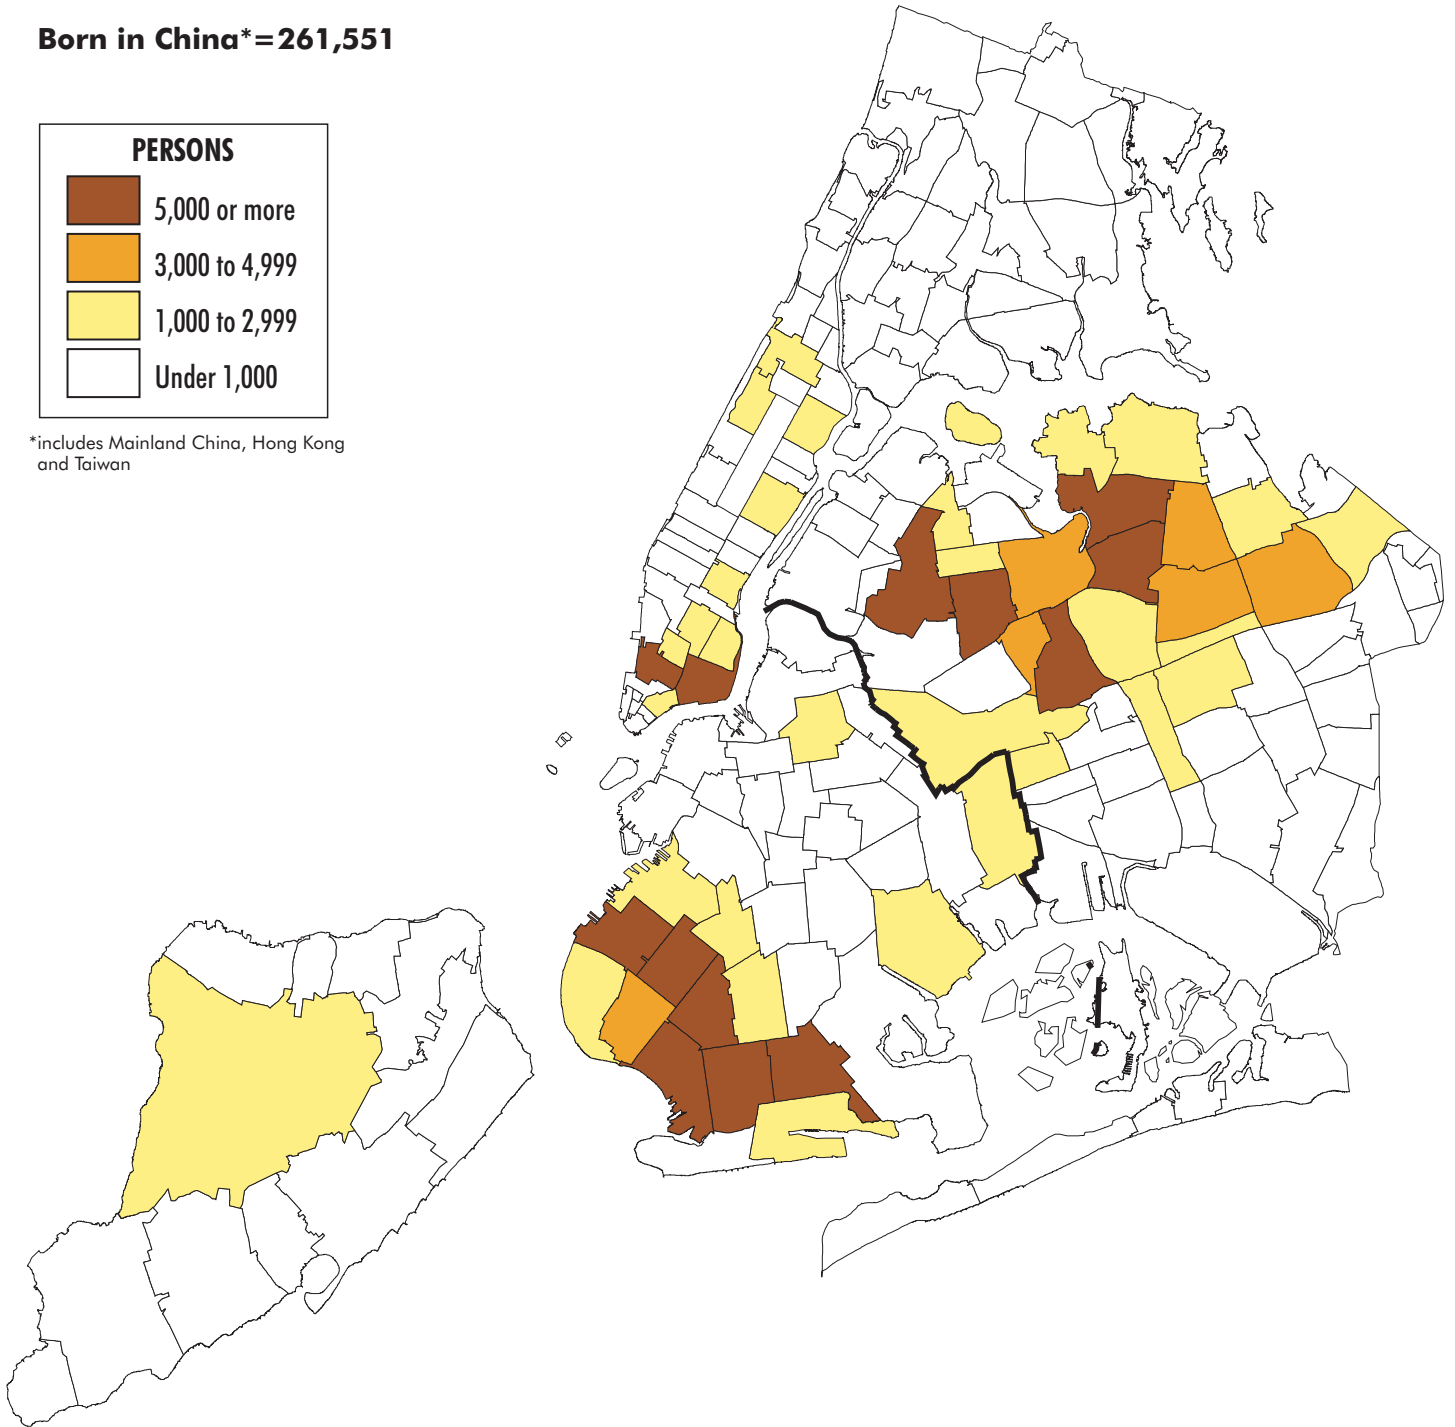 Born in China*=261,551
PERSONS
5,000 or more
3,000 to 4,999
1,000 to 2,999
Under 1,000
*includes Mainland China, Hong Kong
and Taiwan